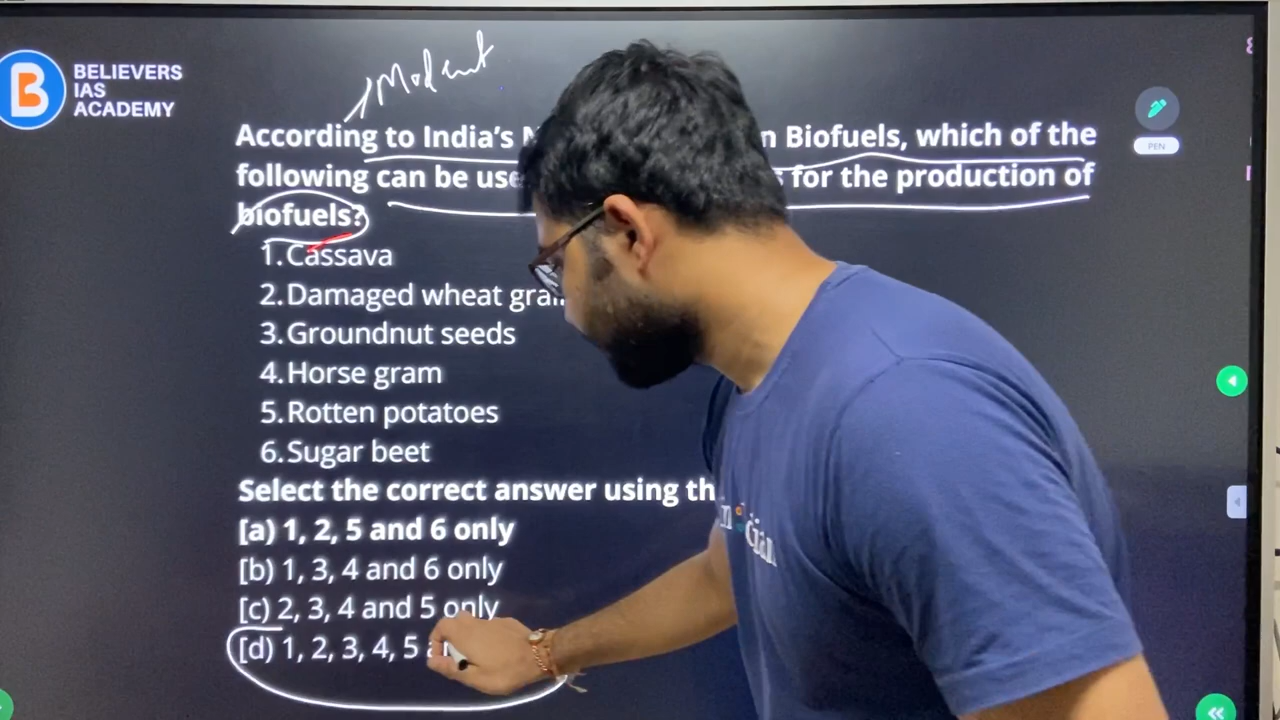 BELIEVERS
IAS
ACADEMY
According to India's Biofuels, which of the
following can be for the production of
biofuels?
1. Cassava
2. Damaged wheat
3. Groundnut seeds
4. Horse gram
5. Rotten potatoes
6. Sugar beet
Select the correct answer using
[a) 1, 2, 5 and 6 only
[b) 1, 3, 4 and 6 only
[c) 2, 3, 4 and 5 only
[d) 1, 2, 3, 4, 5
PEN